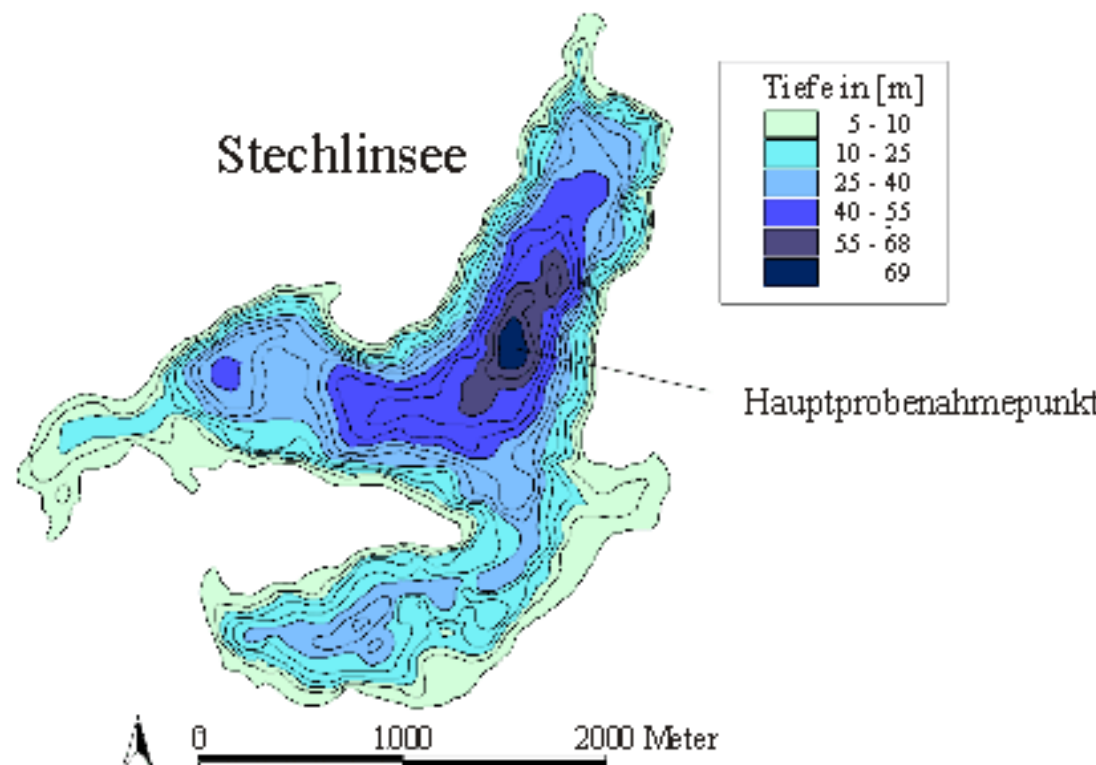 Stechlinsee
Tiefe in [m]
5 - 10
10 - 25
25 - 40
40 - 55
55 - 68
69
Hauptprobenahmepunkt
0 1000 2000 Meter